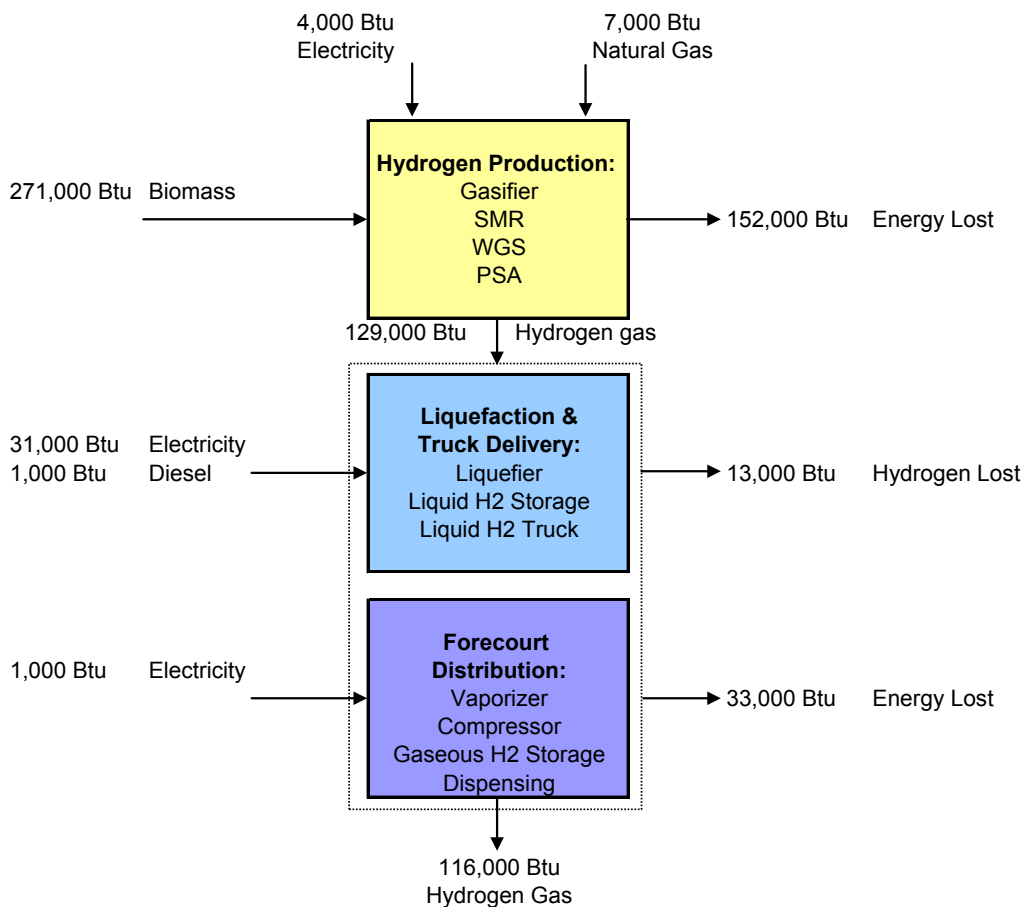 4,000 Btu
Electricity
7,000 Btu
Natural Gas
Hydrogen Production:
Gasifier
SMR
WGS
PSA
271,000 Btu Biomass
152,000 Btu Energy Lost
129,000 Btu Hydrogen gas
Liquefaction &
Truck Delivery:
Liquefier
Liquid H2 Storage
Liquid H2 Truck
31,000 Btu Electricity
1,000 Btu Diesel
13,000 Btu Hydrogen Lost
Forecourt
Distribution:
Vaporizer
Compressor
Gaseous H2 Storage
Dispensing
1,000 Btu Electricity
33,000 Btu Energy Lost
116,000 Btu
Hydrogen Gas